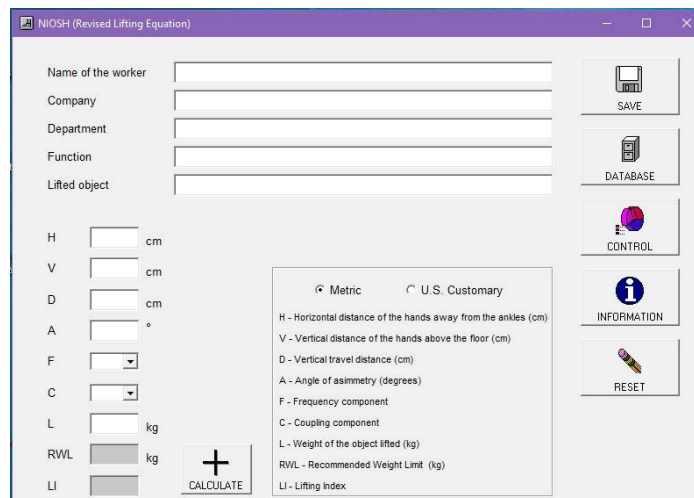 NIOSH (Revised Lifting Equation)
Name of the worker
Company
Department
Function
Lifted object
SAVE
DATABASE
CONTROL
INFORMATION
RESET
H cm
V cm
D cm
A °
F
C
L kg
RWL kg
LI
CALCULATE
Metric U.S. Customary
H - Horizontal distance of the hands away from the ankles (cm)
V - Vertical distance of the hands above the floor (cm)
D - Vertical travel distance (cm)
A - Angle of asimmetry (degrees)
F - Frequency component
C - Coupling component
L - Weight of the object lifted (kg)
RWL - Recommended Weight Limit (kg)
LI - Lifting Index